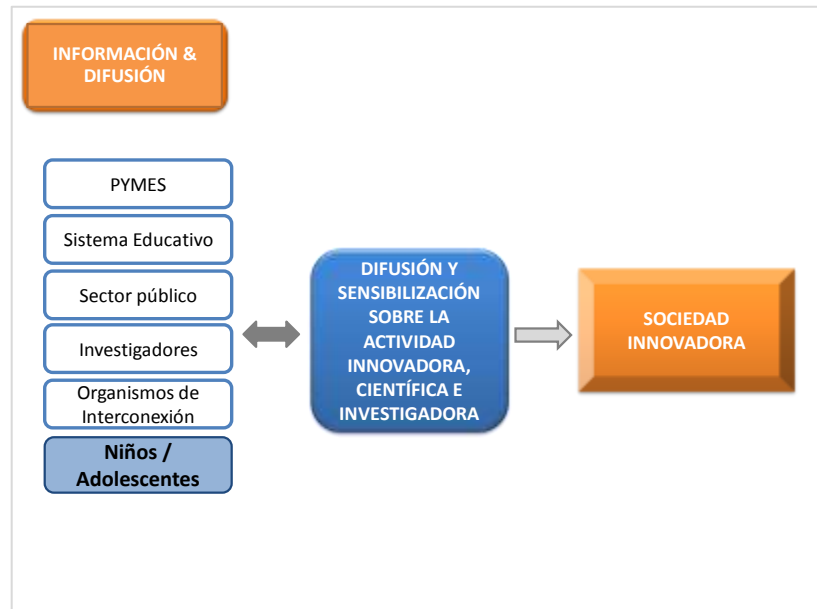 INFORMACIÓN &
DIFUSIÓN
PYMES
Sistema Educativo
Sector público
Investigadores
Organismos de
Interconexión
Niños /
Adolescentes
DIFUSIÓN Y
SENSIBILIZACIÓN
SOBRE LA
ACTIVIDAD
INNOVADORA,
CIENTÍFICA E
INVESTIGADORA
SOCIEDAD
INNOVADORA